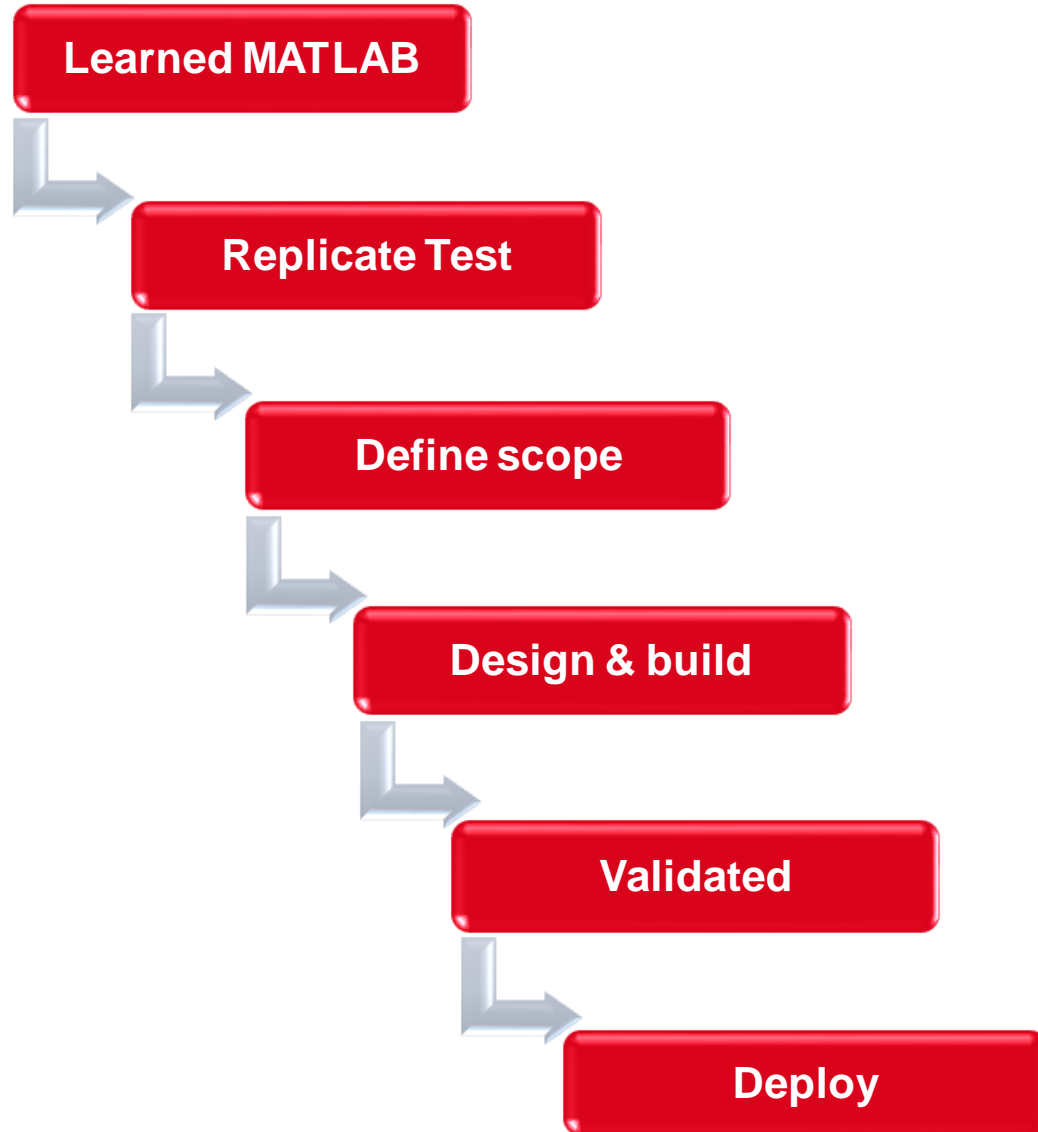 Learned MATLAB
Replicate Test
Define scope
Design & build
Validated
Deploy